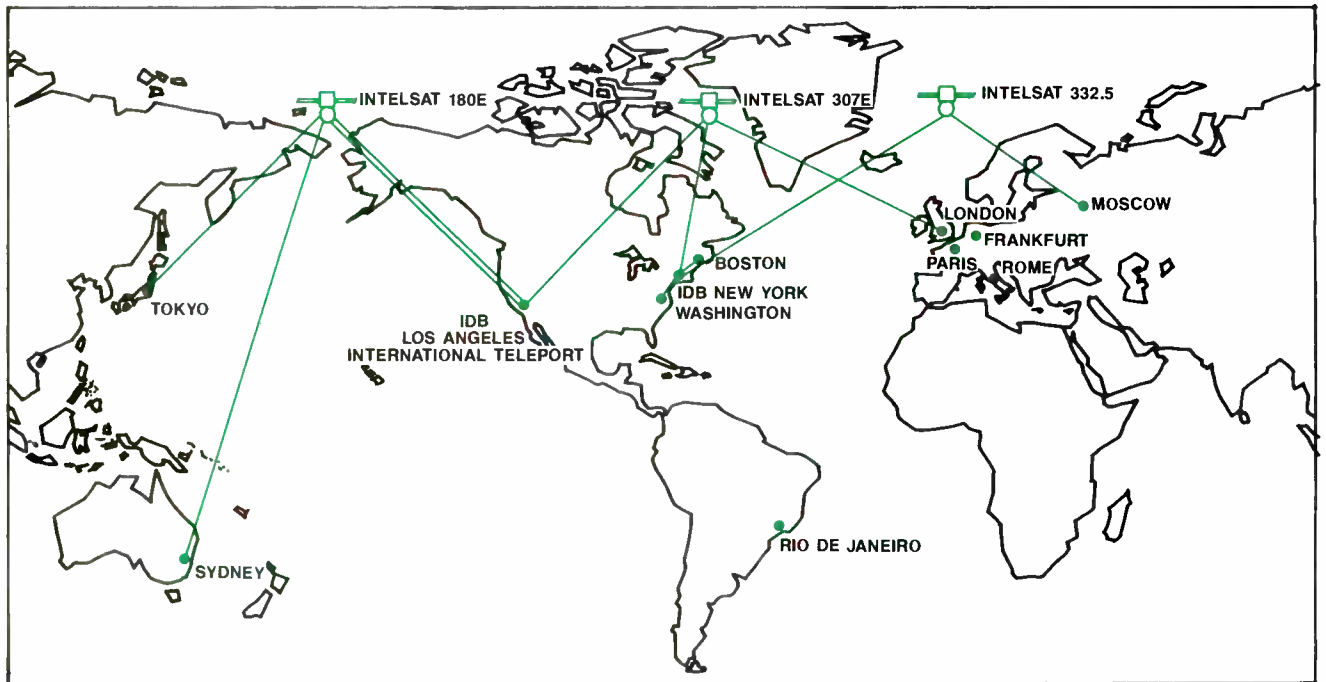 INTELSAT 180E
INTELSAT 307E
INTELSAT 332.5
MOSCOW
LONDON
FRANKFURT
PARIS
ROME
BOSTON
IDB NEW YORK
WASHINGTON
TOKYO
IDB
LOS ANGELES
INTERNATIONAL TELEPORT
RIO DE JANEIRO
SYDNEY